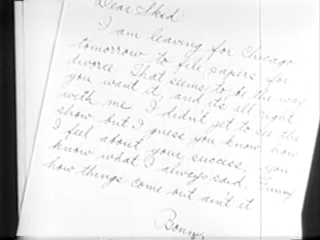 Dear Skid
I am leaving for Chicago
tomorrow to file papers for
divorce. That seems to be the way
you want it, and it's all right
with me. I didn't get to see the
show but I guess you know how
I feel about your success. You
know what I always said. Funny
how things come out aint it
Bonny